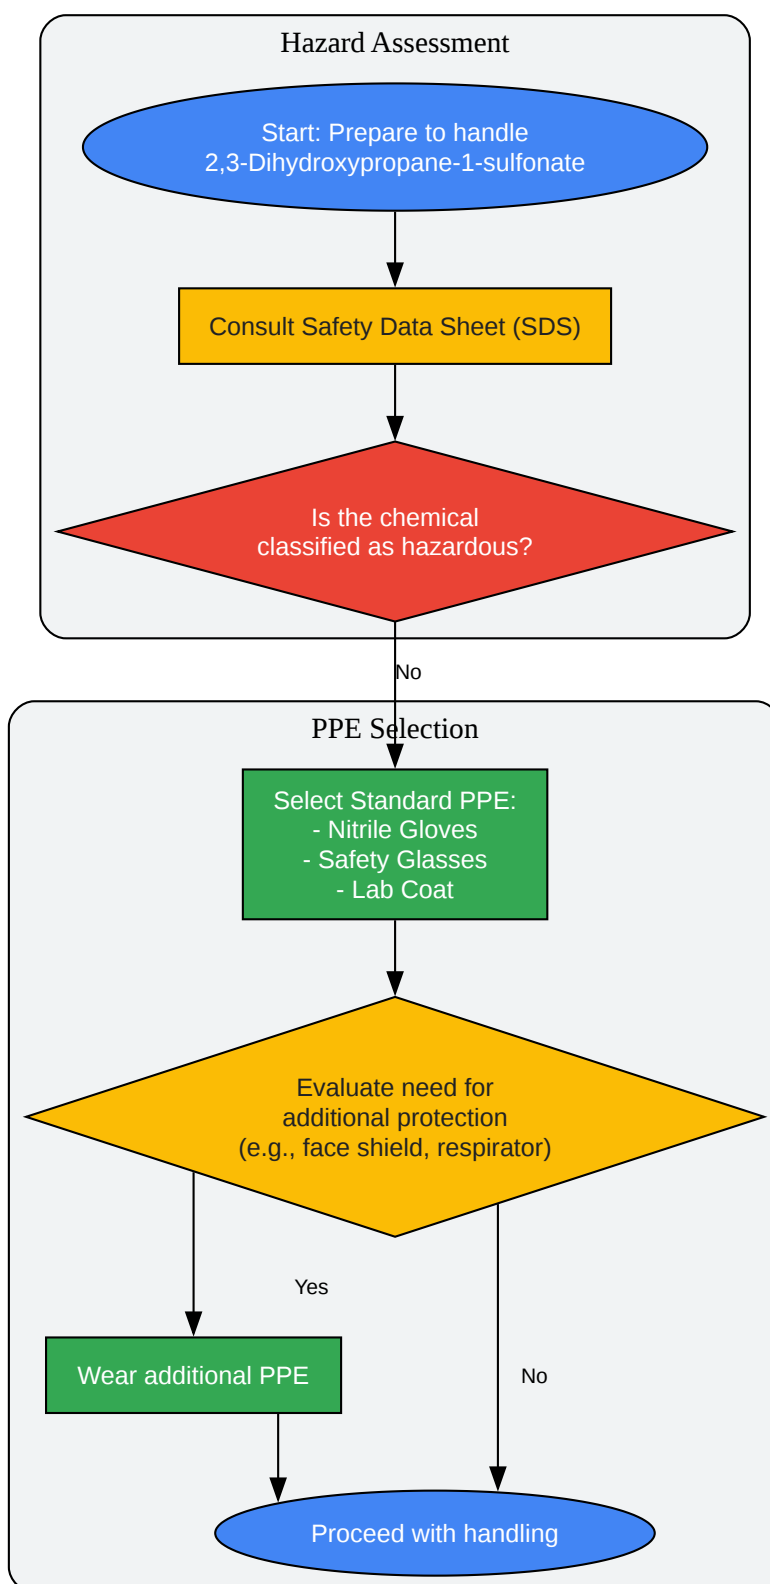 Hazard Assessment
Start: Prepare to handle
2,3-Dihydroxypropane-1-sulfonate
Consult Safety Data Sheet (SDS)
Is the chemical
classified as hazardous?
No
PPE Selection
Select Standard PPE:
- Nitrile Gloves
- Safety Glasses
- Lab Coat
Evaluate need for
additional protection
(e.g., face shield, respirator)
Yes
Wear additional PPE
No
Proceed with handling